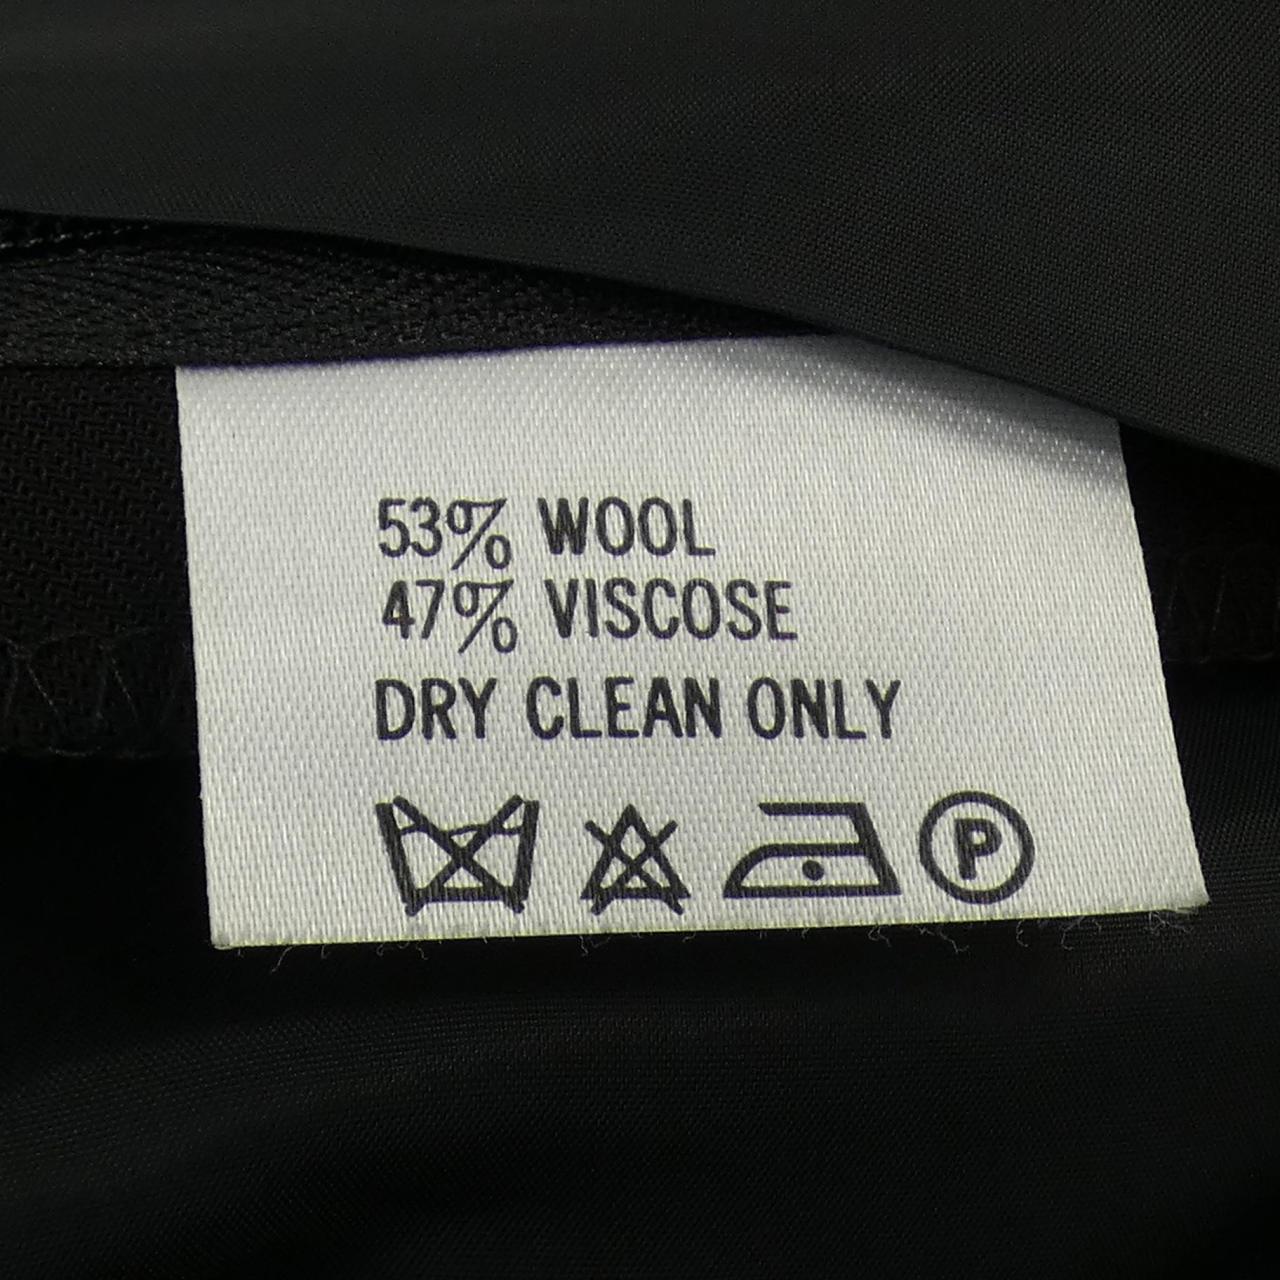 53% WOOL
47% VISCOSE
DRY CLEAN ONLY
P